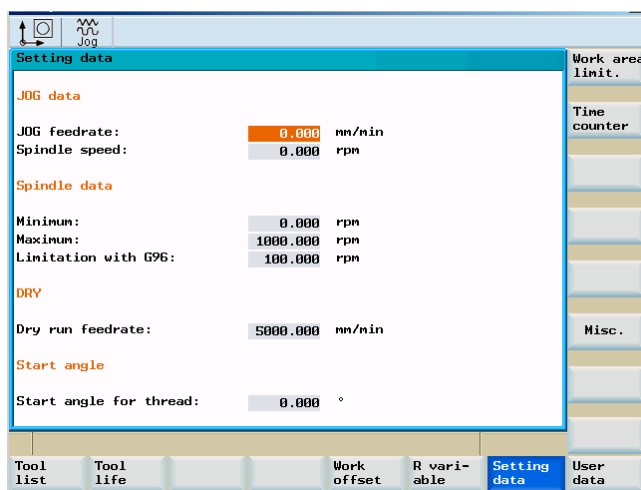 Jog
Setting data
Work area
limit.
JOG data
Time
counter
JOG feedrate: 0.000 mm/min
Spindle speed: 0.000 rpm
Spindle data
Minimum: 0.000 rpm
Maximum: 1000.000 rpm
Limitation with G96: 100.000 rpm
DRY
Dry run feedrate: 5000.000 mm/min
Misc.
Start angle
Start angle for thread: 0.000 °
Tool
list
Tool
life
Work
offset
R vari-
able
Setting
data
User
data